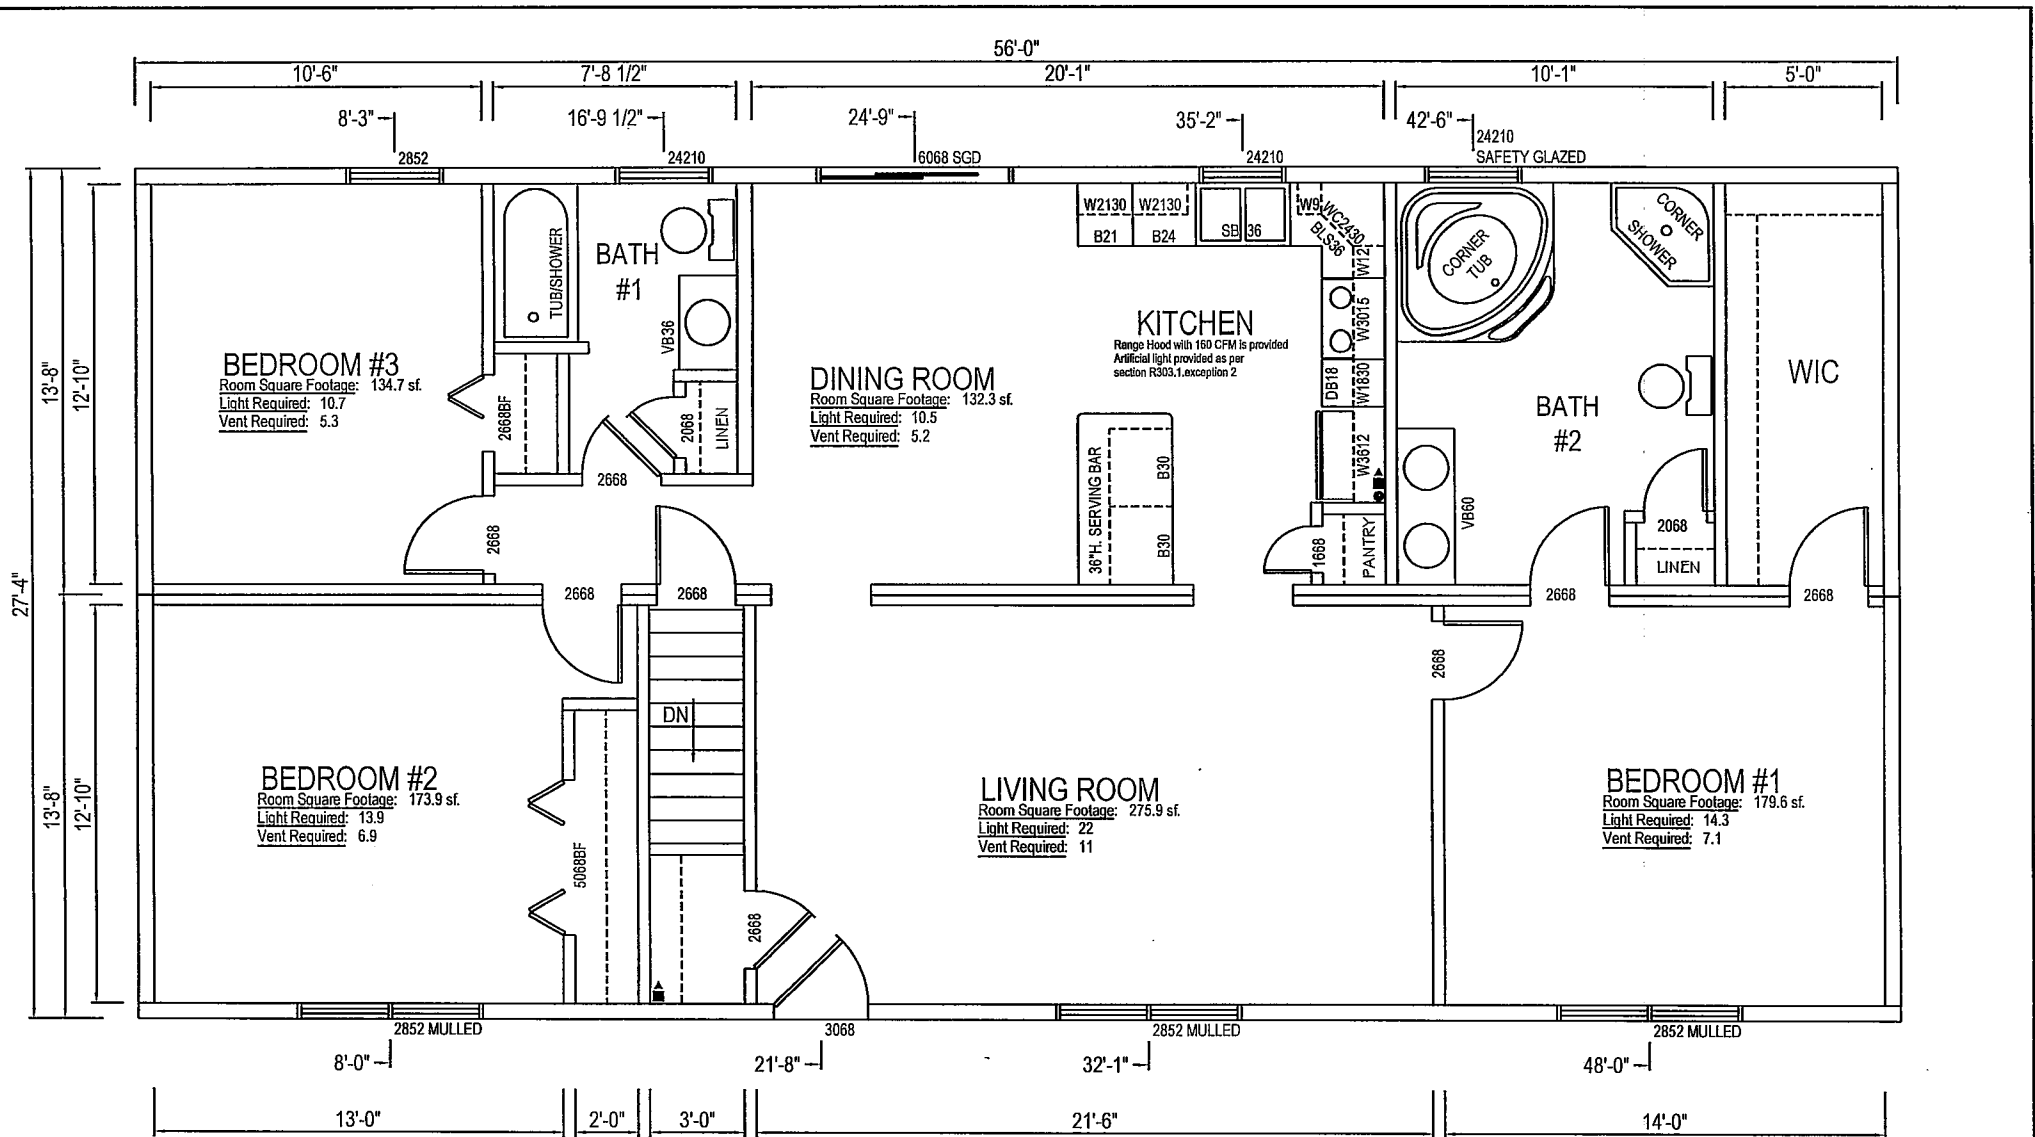 56'-0"
10'-6"
7'-8 1/2"
20'-1"
10'-1"
5'-0"
8'-3"
16'-9 1/2"
24'-9"
35'-2"
42'-6"
24210
2852
24210
6068 SGD
24210
SAFETY GLAZED
W2130
W2130
B21
B24
SB 36
W9
WC2430
BLS36
W12
W3015
DB18
W1830
W3612
CORNER
TUB
CORNER
SHOWER
TUB/SHOWER
BATH
#1
VB36
2668BF
2068
LINEN
2668
BEDROOM #3
Room Square Footage: 134.7 sf.
Light Required: 10.7
Vent Required: 5.3
DINING ROOM
Room Square Footage: 132.3 sf.
Light Required: 10.5
Vent Required: 5.2
KITCHEN
Range Hood with 160 CFM is provided
Artificial light provided as per
section R303.1.exception 2
36"H. SERVING BAR
B30
B30
1668
PANTRY
BATH
#2
VB60
2068
LINEN
WIC
13'-8"
12'-10"
27'-4"
2668
2668
2668
2668
2668
2668
13'-8"
12'-10"
DN
BEDROOM #2
Room Square Footage: 173.9 sf.
Light Required: 13.9
Vent Required: 6.9
5068BF
2668
LIVING ROOM
Room Square Footage: 275.9 sf.
Light Required: 22
Vent Required: 11
BEDROOM #1
Room Square Footage: 179.6 sf.
Light Required: 14.3
Vent Required: 7.1
2852 MULLED
3068
2852 MULLED
2852 MULLED
8'-0"
21'-8"
32'-1"
48'-0"
13'-0"
2'-0"
3'-0"
21'-6"
14'-0"